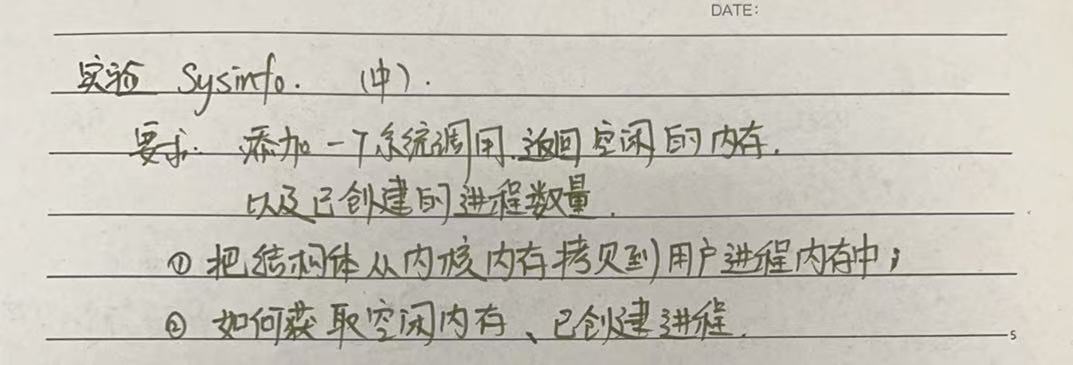 DATE:
实验 Sysinfo. (中).
要求. 添加一个系统调用.返回空闲的内存.
以及已创建的进程数量.
① 把结构体从内核内存拷贝到用户进程内存中;
② 如何获取空闲内存、已创建进程.
5